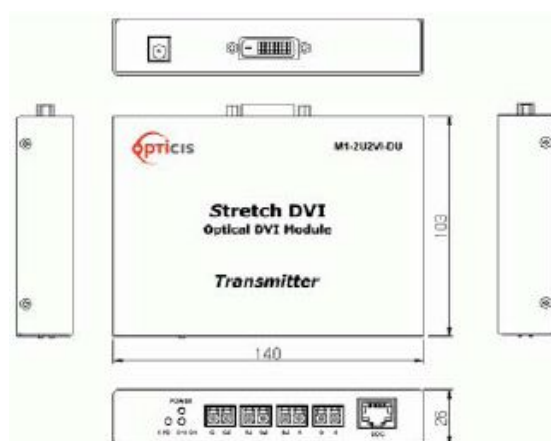 OPTICIS
M1-2U2VI-DU
Stretch DVI
Optical DVI Module
Transmitter
103
140
POWER
26